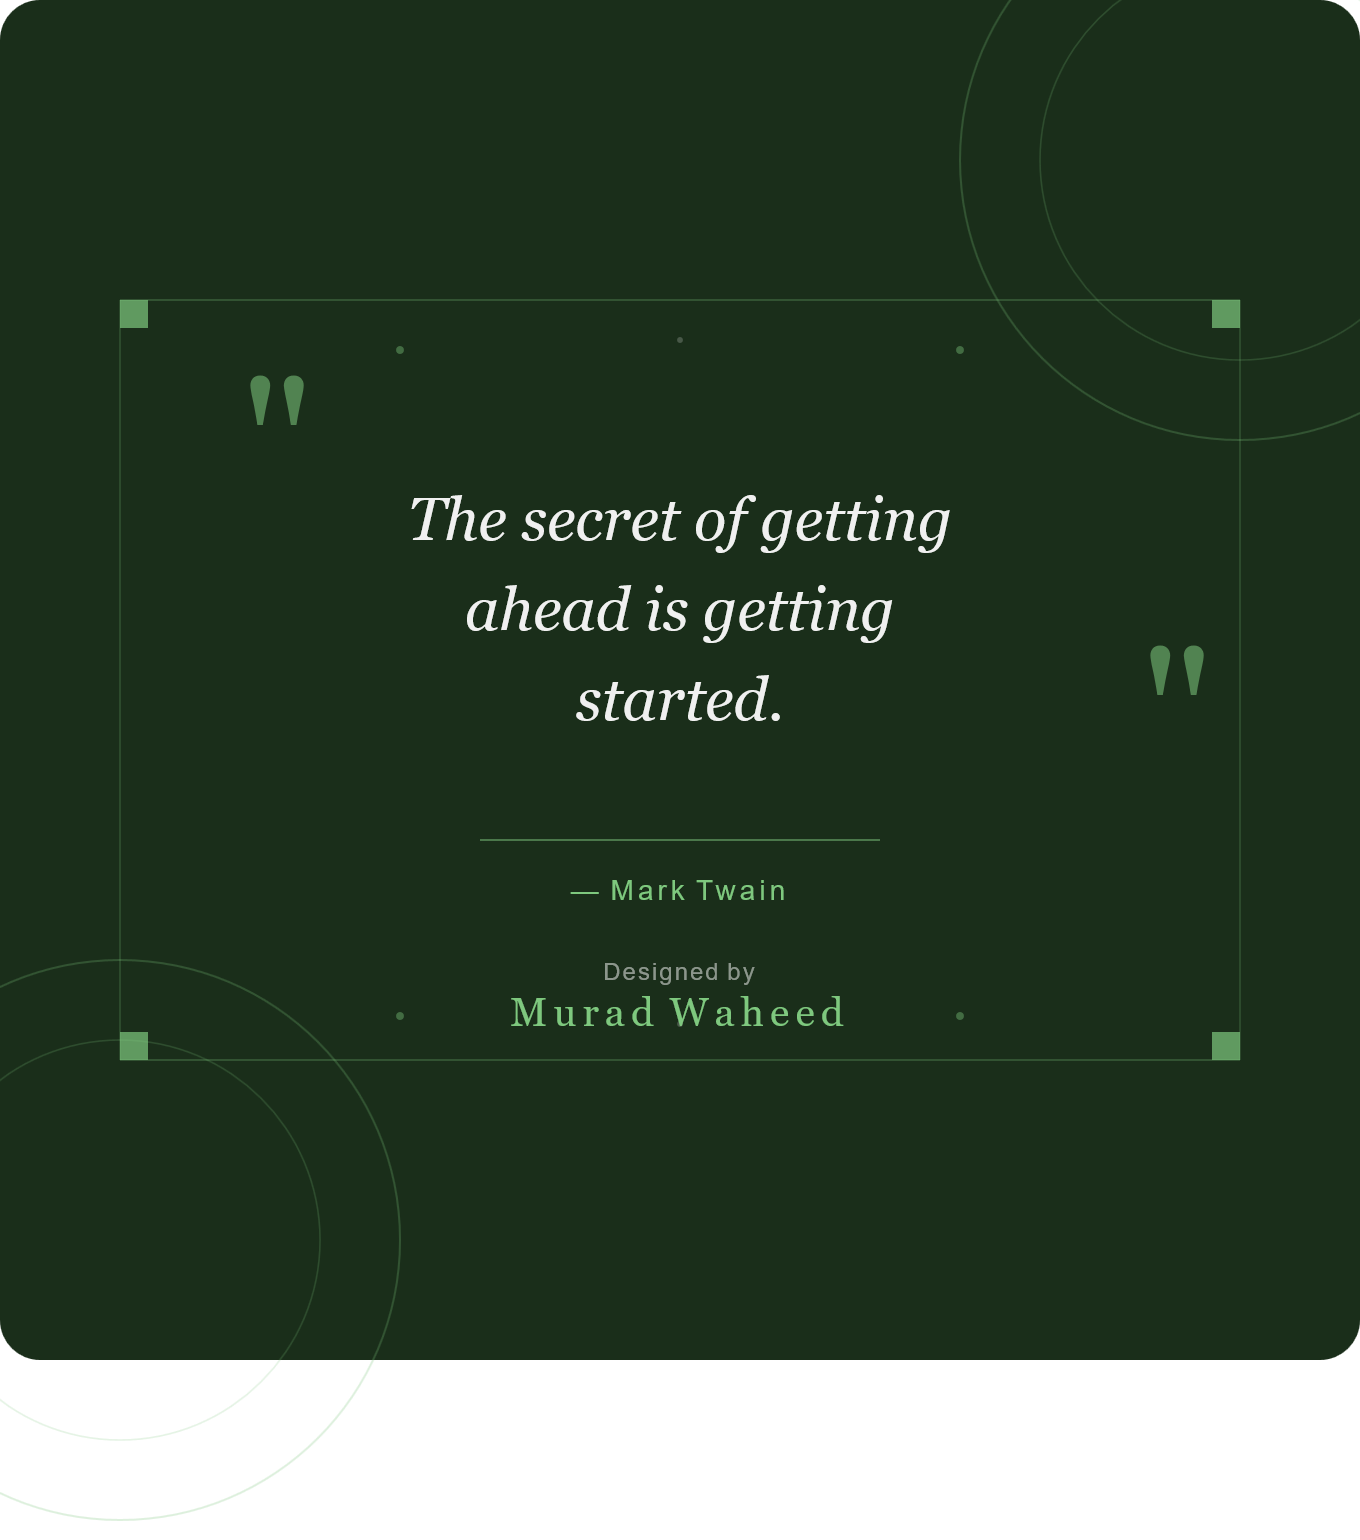 "
The secret of getting
ahead is getting
started.
"
— Mark Twain
Designed by
Murad Waheed